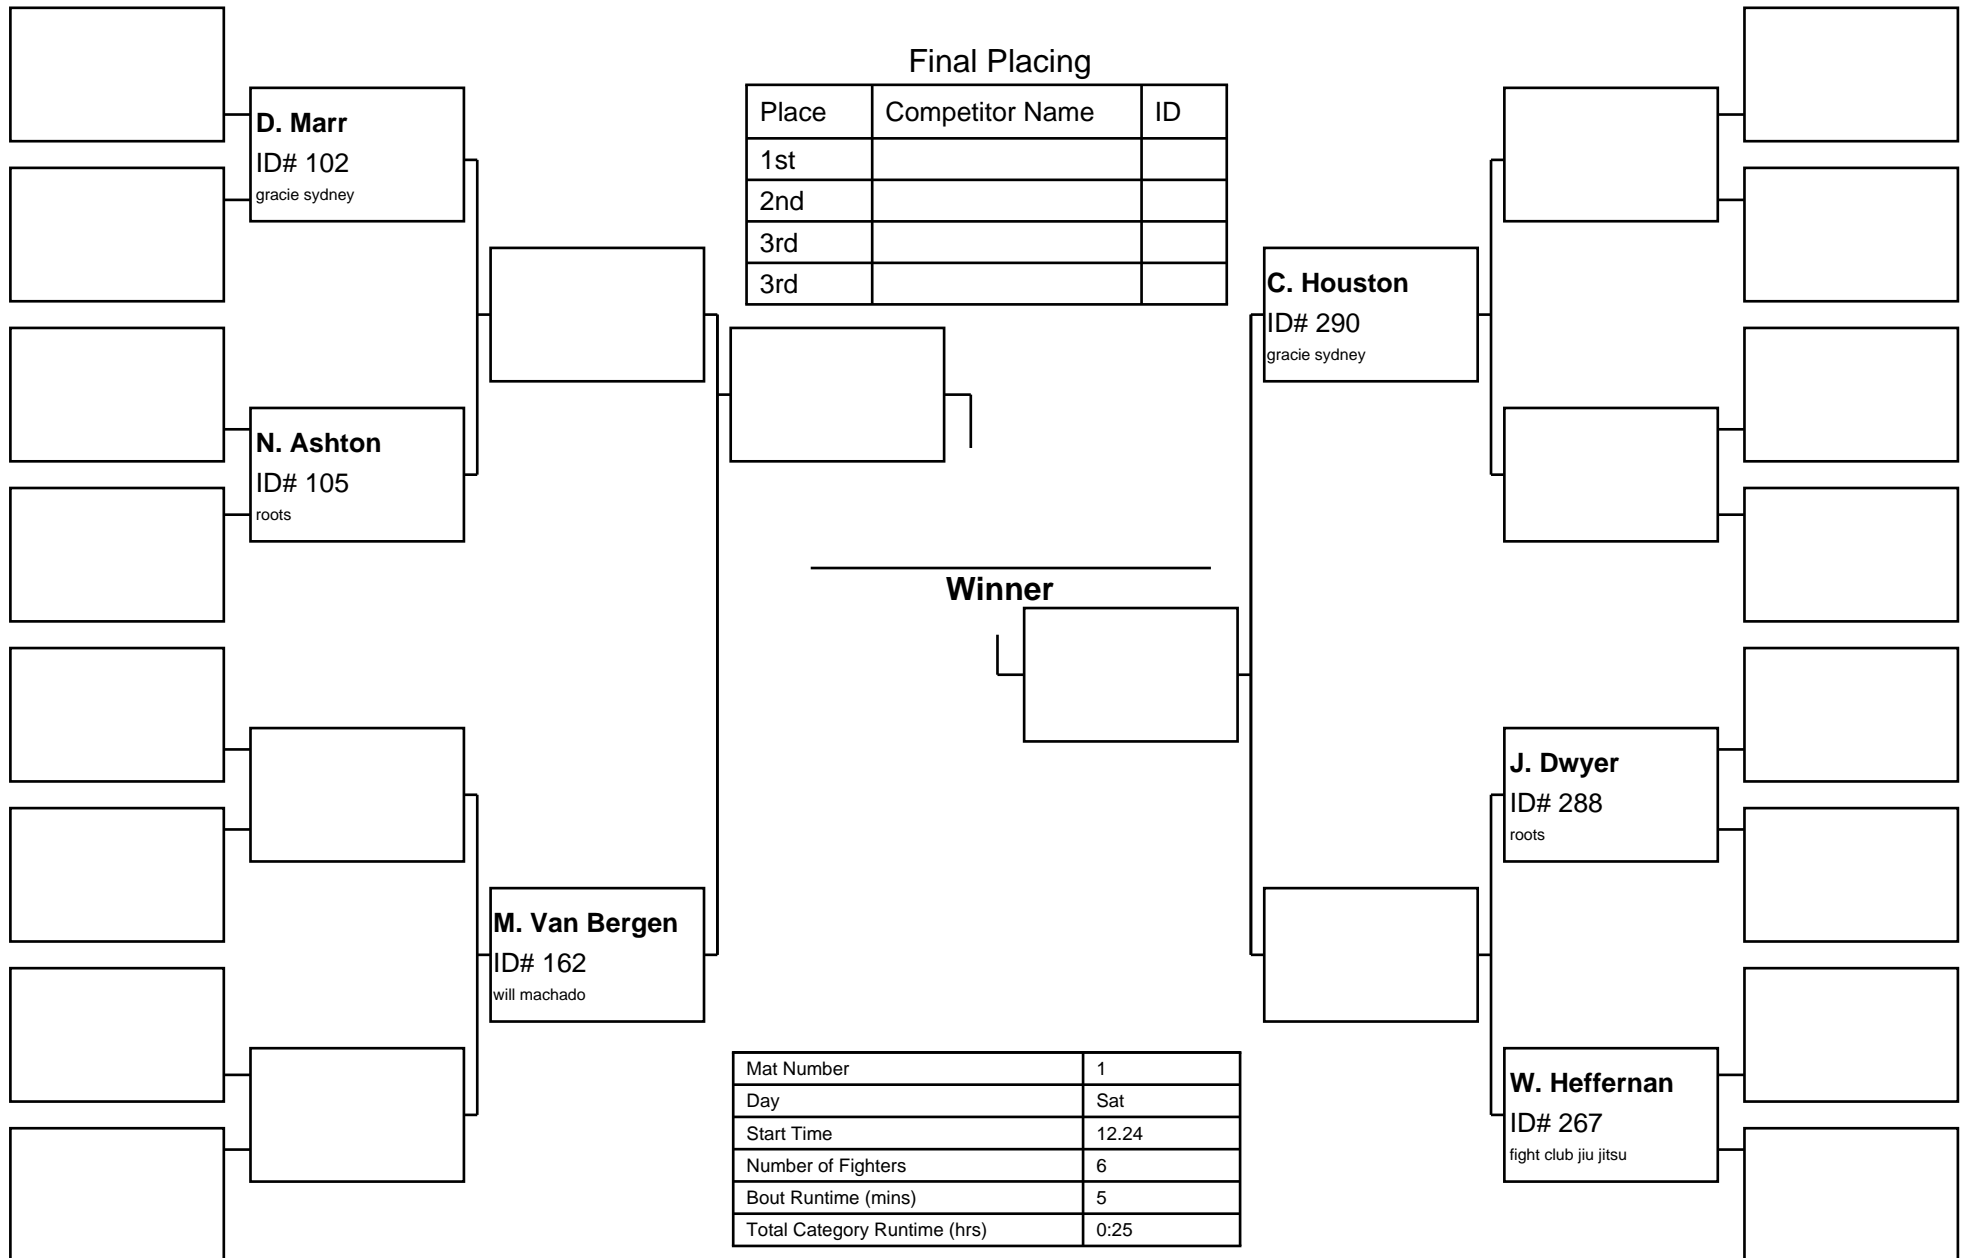 Final Placing
Place Competitor Name ID
1st
2nd
3rd
3rd
D. Marr
ID# 102
gracie sydney
N. Ashton
ID# 105
roots
M. Van Bergen
ID# 162
will machado
Winner
C. Houston
ID# 290
gracie sydney
J. Dwyer
ID# 288
roots
W. Heffernan
ID# 267
fight club jiu jitsu
Mat Number 1
Day Sat
Start Time 12.24
Number of Fighters 6
Bout Runtime (mins) 5
Total Category Runtime (hrs) 0:25